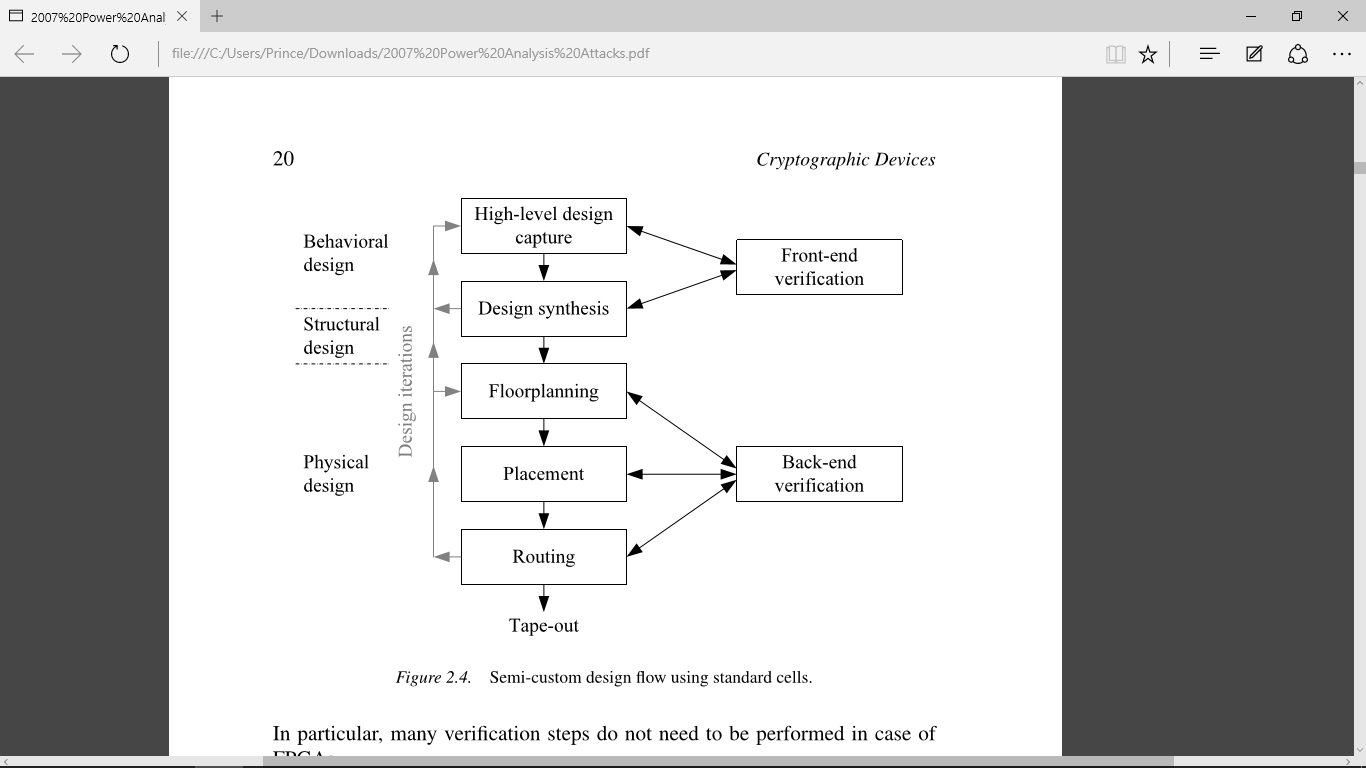 2007%20Power%20Anal
file:///C:/Users/Prince/Downloads/2007%20Power%20Analysis%20Attacks.pdf
20
Cryptographic Devices
High-level design
capture
Behavioral
design
Front-end
verification
Design synthesis
Structural
design
Design iterations
Floorplanning
Physical
design
Placement
Back-end
verification
Routing
Tape-out
Figure 2.4. Semi-custom design flow using standard cells.
In particular, many verification steps do not need to be performed in case of
FPGAs